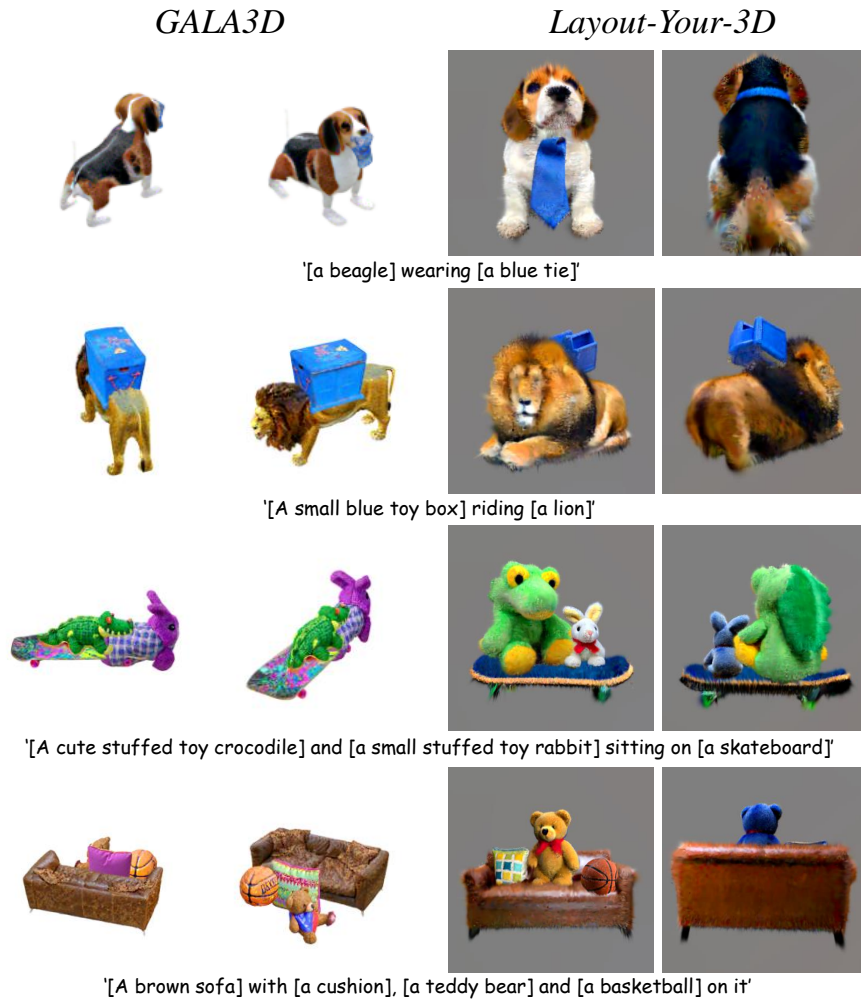 GALA3D Layout-Your-3D
‘[a beagle] wearing [a blue tie]’
‘[A small blue toy box] riding [a lion]’
‘[A cute stuffed toy crocodile] and [a small stuffed toy rabbit] sitting on [a skateboard]’
‘[A brown sofa] with [a cushion], [a teddy bear] and [a basketball] on it’